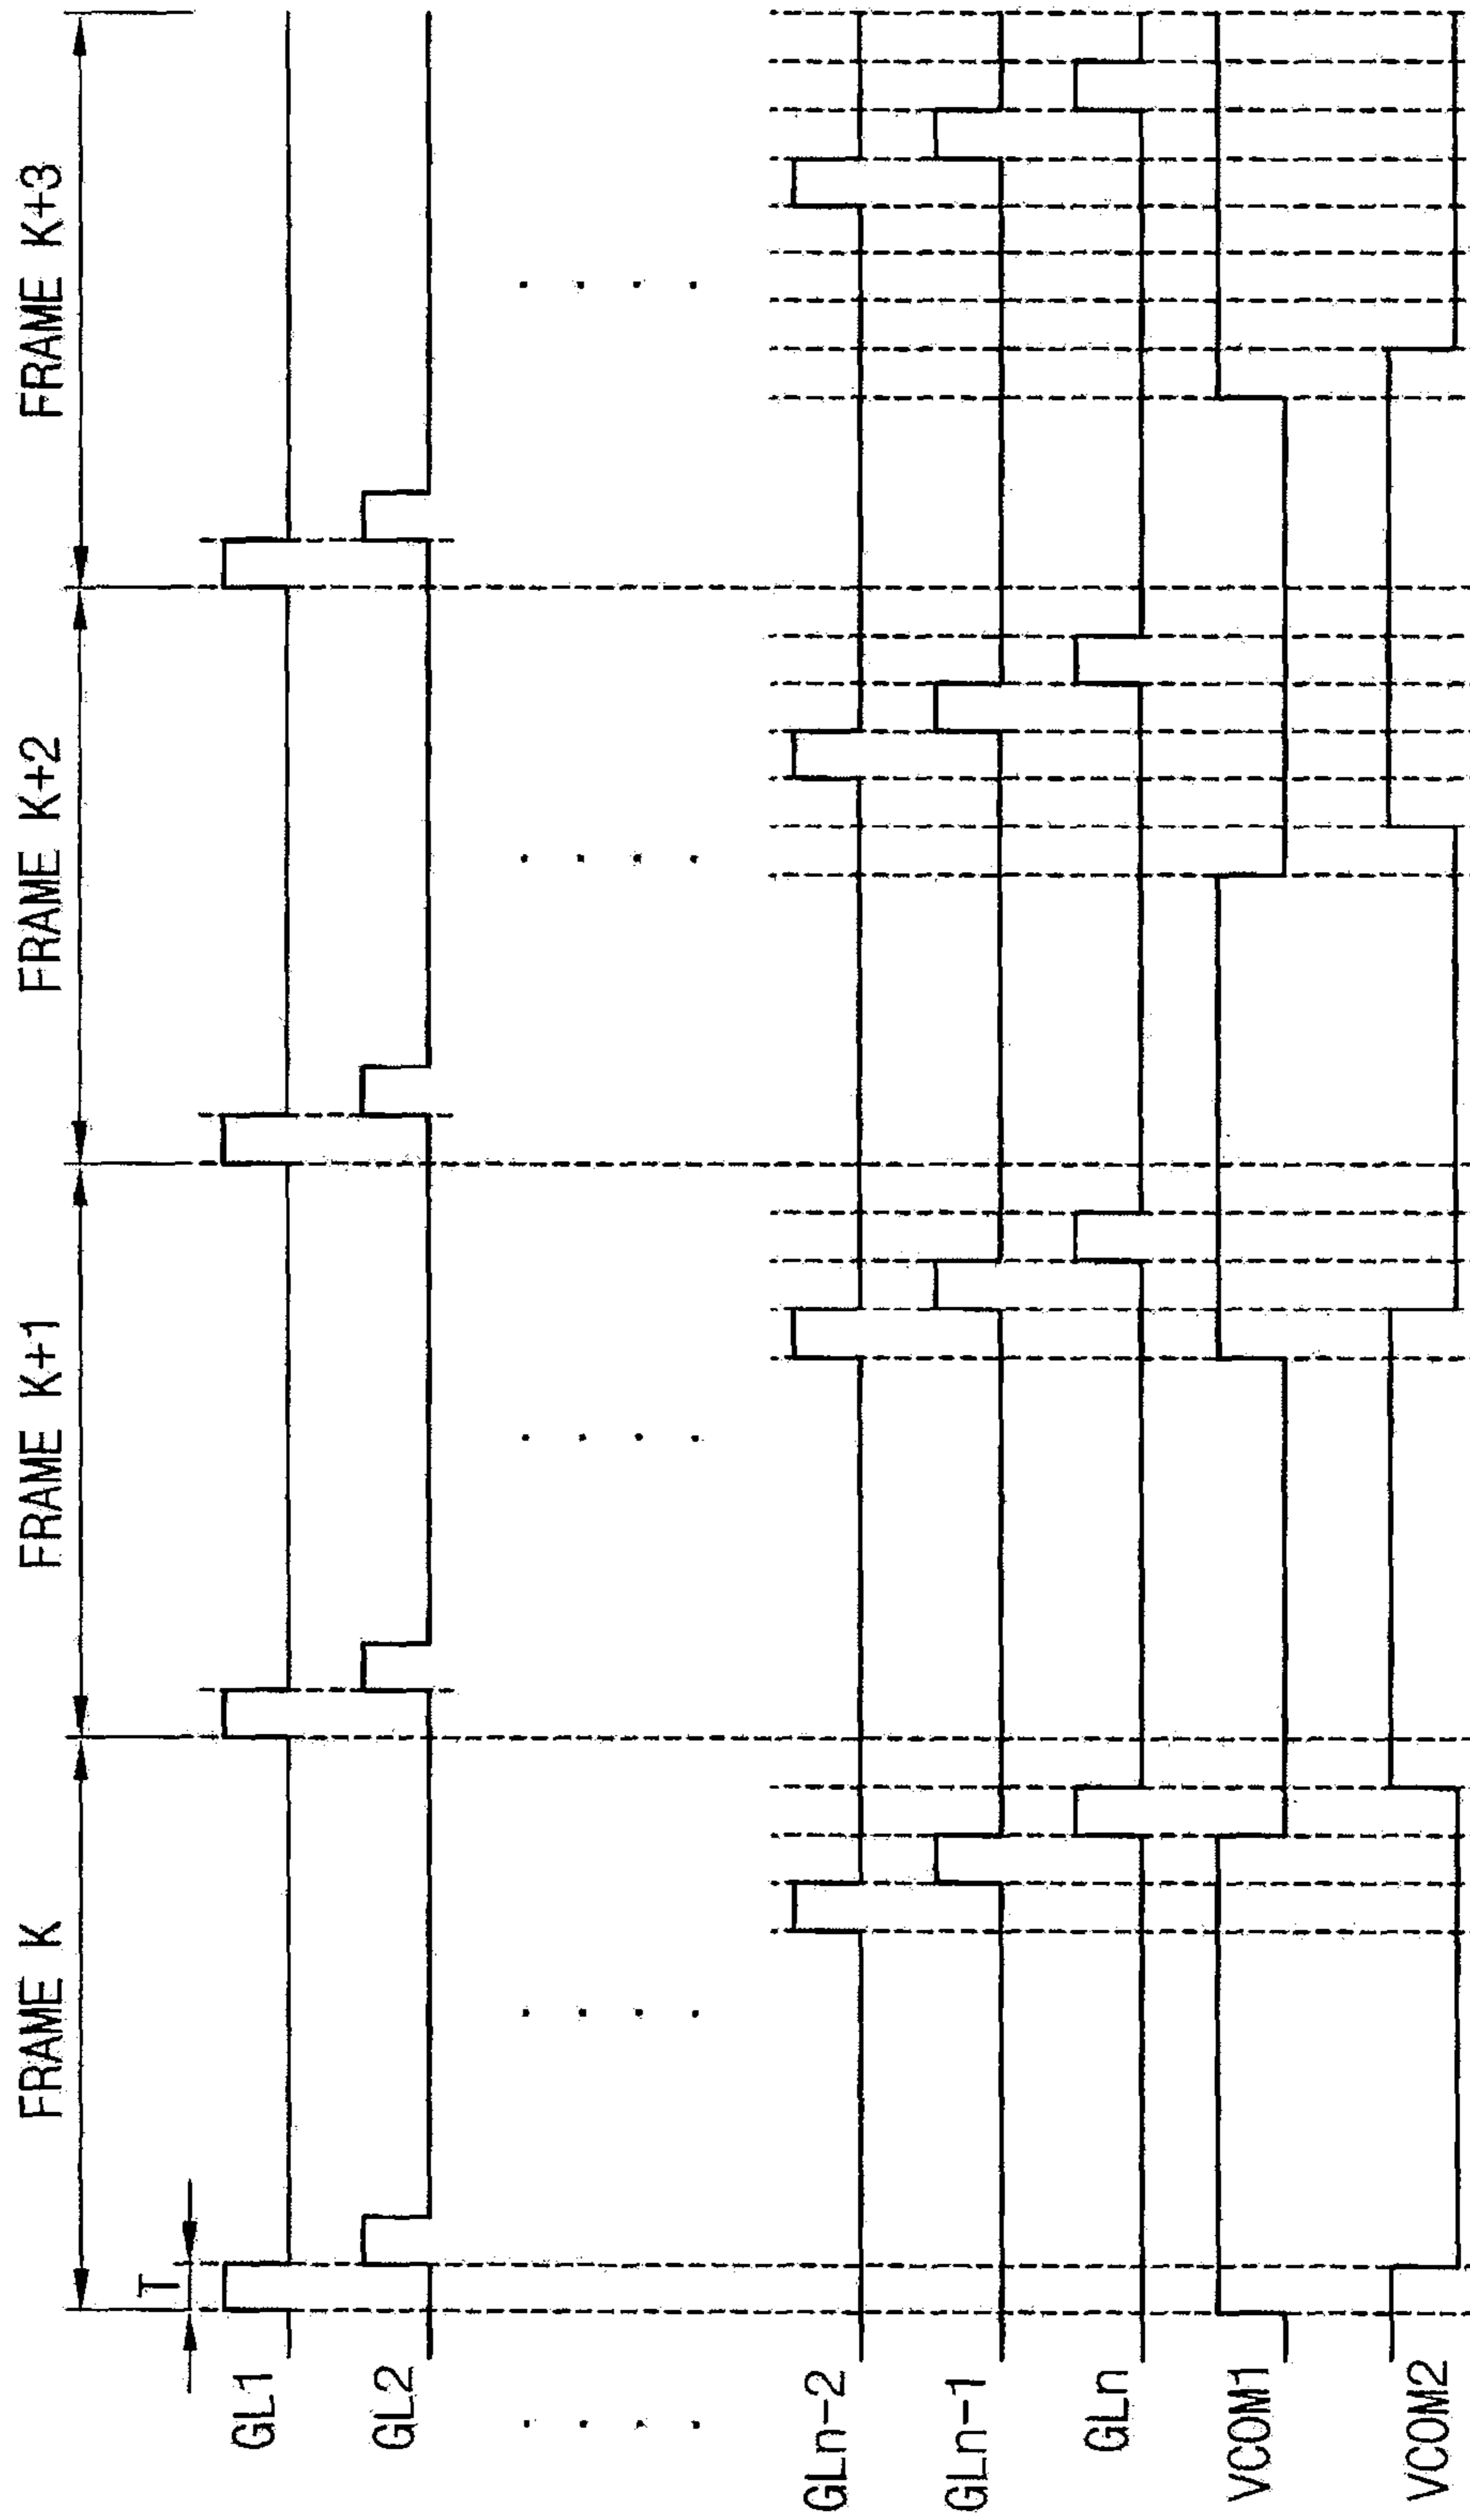 FRAME K
FRAME K+1
FRAME K+2
FRAME K+3
T
GL1
GL2
GLn-2
GLn-1
GLn
VCOM1
VCOM2